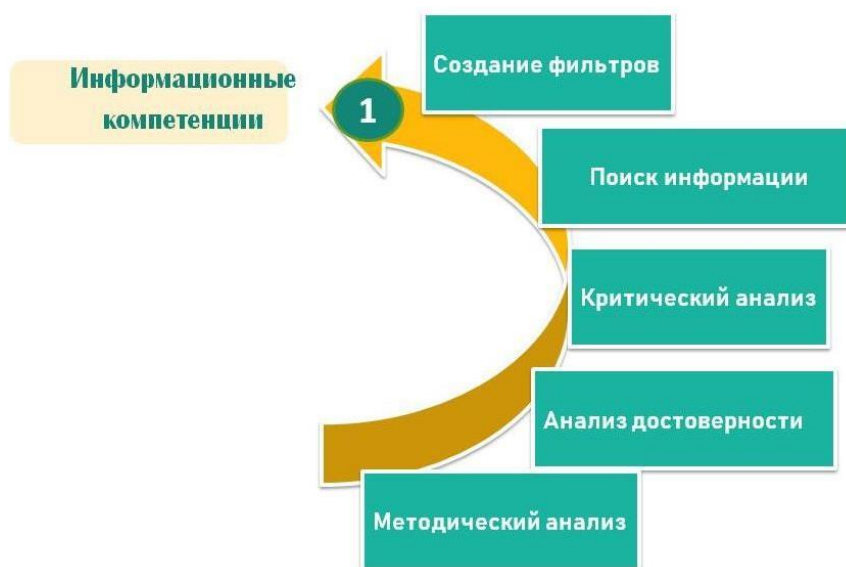 Информационные
компетенции
1
Создание фильтров
Поиск информации
Критический анализ
Анализ достоверности
Методический анализ